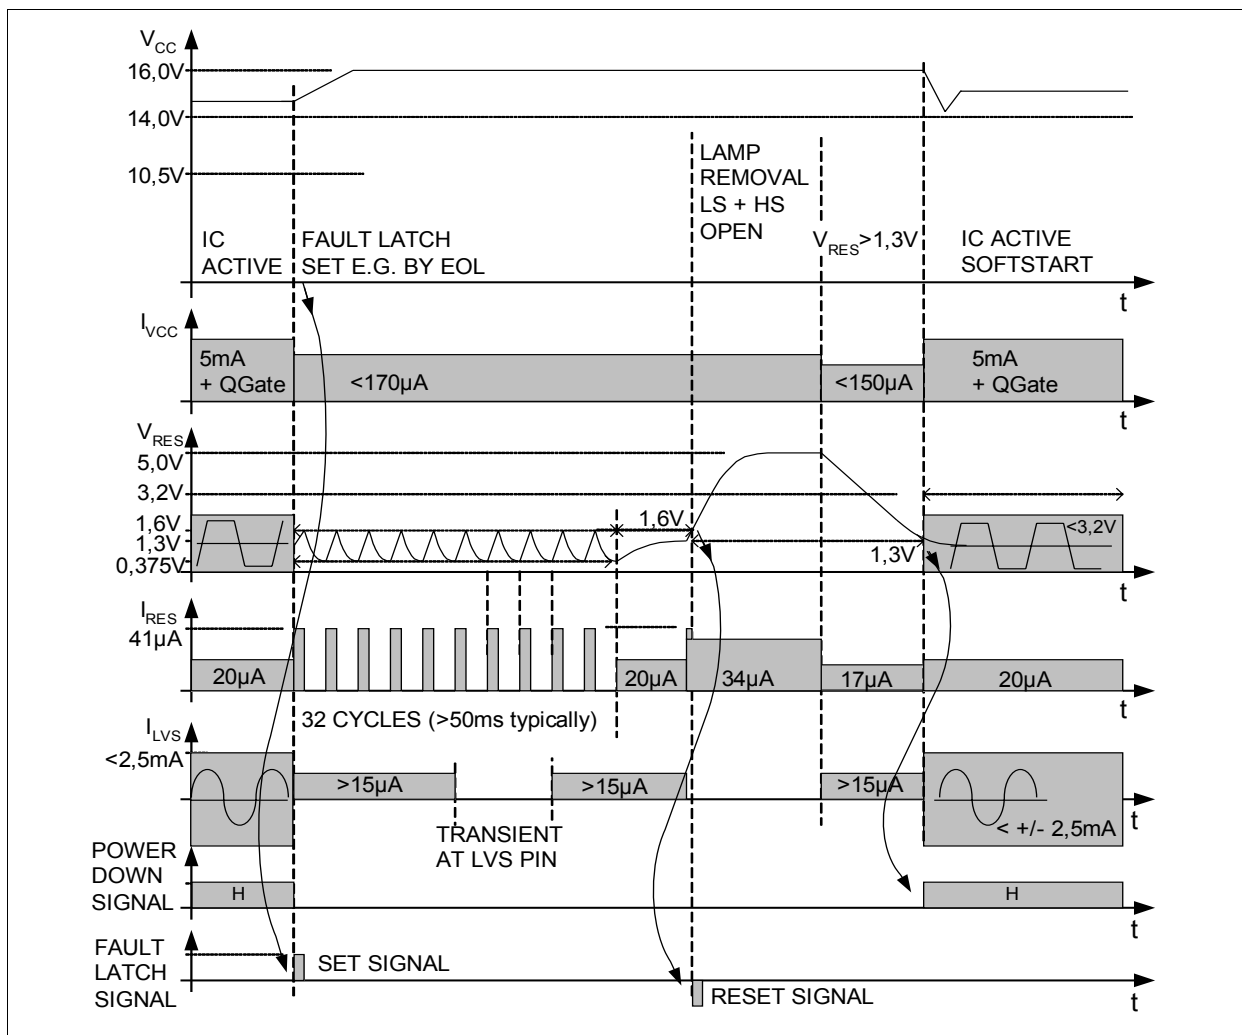 VCC
16,0V
14,0V
10,5V
LAMP
REMOVAL
LS + HS
OPEN
IC
ACTIVE
FAULT LATCH
SET E.G. BY EOL
VRES>1,3V
IC ACTIVE
SOFTSTART
t
IVCC
5mA
+ QGate
<170µA
<150µA
5mA
+ QGate
t
VRES
5.0V
3,2V
1,6V
1,3V
0,375V
1,6V
1.3V
<3,2V
t
IRES
41µA
20µA
20µA
34µA
17µA
20µA
t
32 CYCLES (>50ms typically)
ILVS
<2,5mA
>15µA
>15µA
>15µA
< +/- 2,5mA
t
TRANSIENT
AT LVS PIN
POWER
DOWN
SIGNAL
H
H
t
FAULT
LATCH
SIGNAL
SET SIGNAL
RESET SIGNAL
t